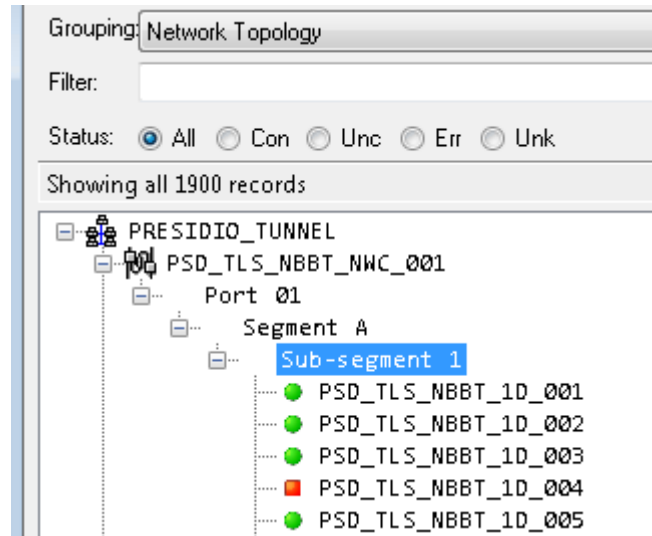 Grouping: Network Topology
Filter:
Status: All Con Unc Err Unk
Showing all 1900 records
PRESIDIO_TUNNEL
PSD_TLS_NBBT_NWC_001
Port 01
Segment A
Sub-segment 1
PSD_TLS_NBBT_1D_001
PSD_TLS_NBBT_1D_002
PSD_TLS_NBBT_1D_003
PSD_TLS_NBBT_1D_004
PSD_TLS_NBBT_1D_005